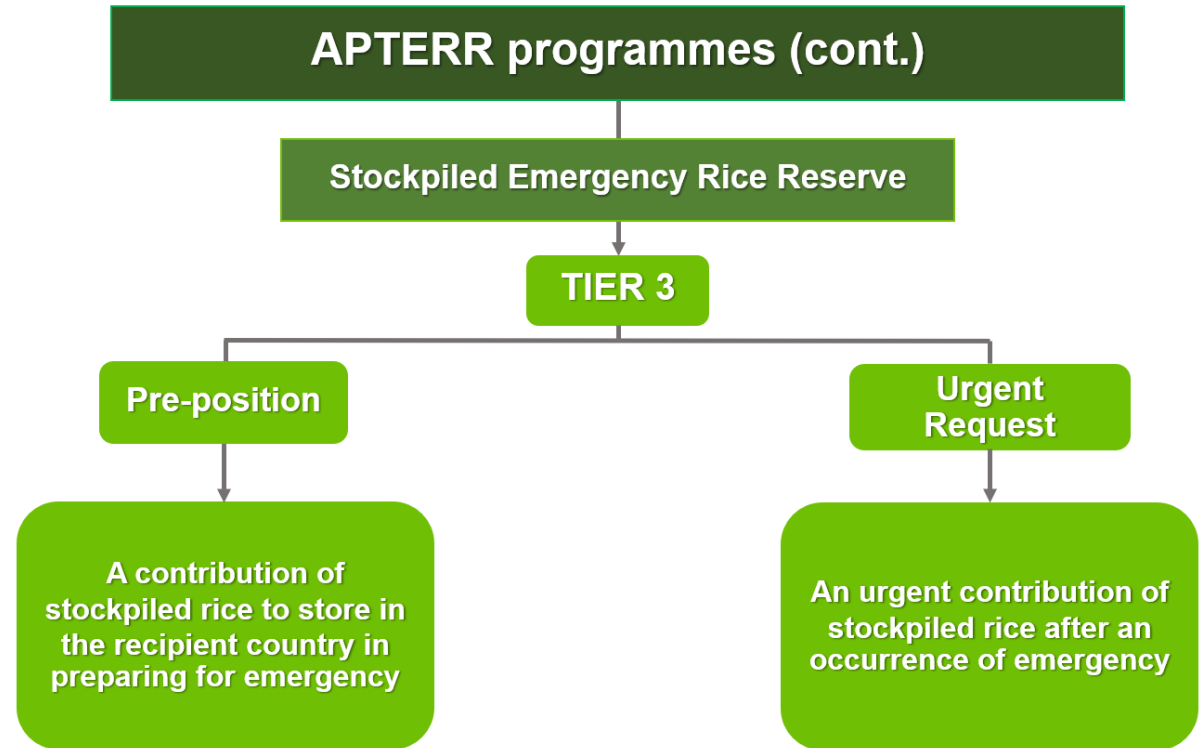 APTERR programmes (cont.)
Stockpiled Emergency Rice Reserve
TIER 3
Pre-position
Urgent
Request
A contribution of
stockpiled rice to store in
the recipient country in
preparing for emergency
An urgent contribution of
stockpiled rice after an
occurrence of emergency